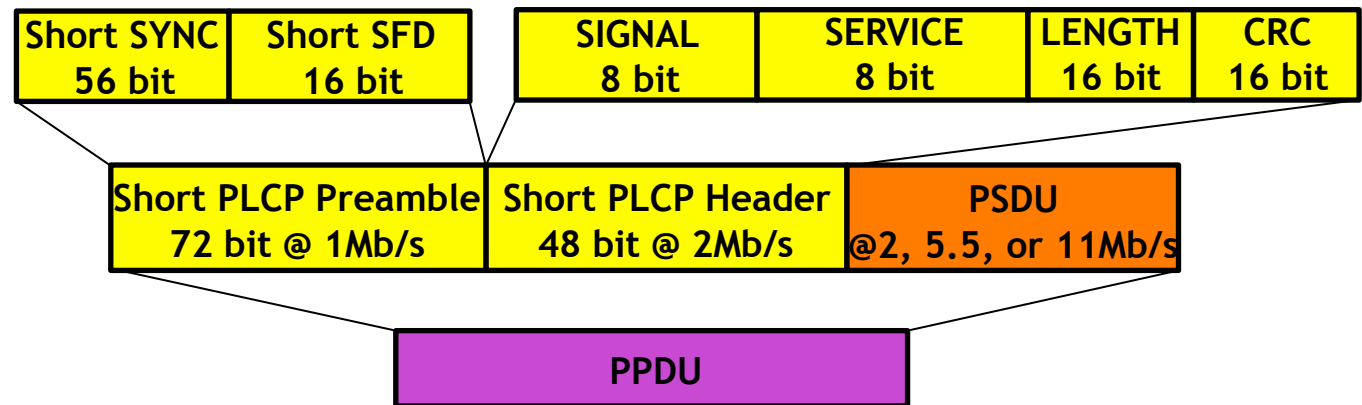 Short SYNC
56 bit
Short SFD
16 bit
SIGNAL
8 bit
SERVICE
8 bit
LENGTH
16 bit
CRC
16 bit
Short PLCP Preamble
72 bit @ 1Mb/s
Short PLCP Header
48 bit @ 2Mb/s
PSDU
@2, 5.5, or 11Mb/s
PPDU